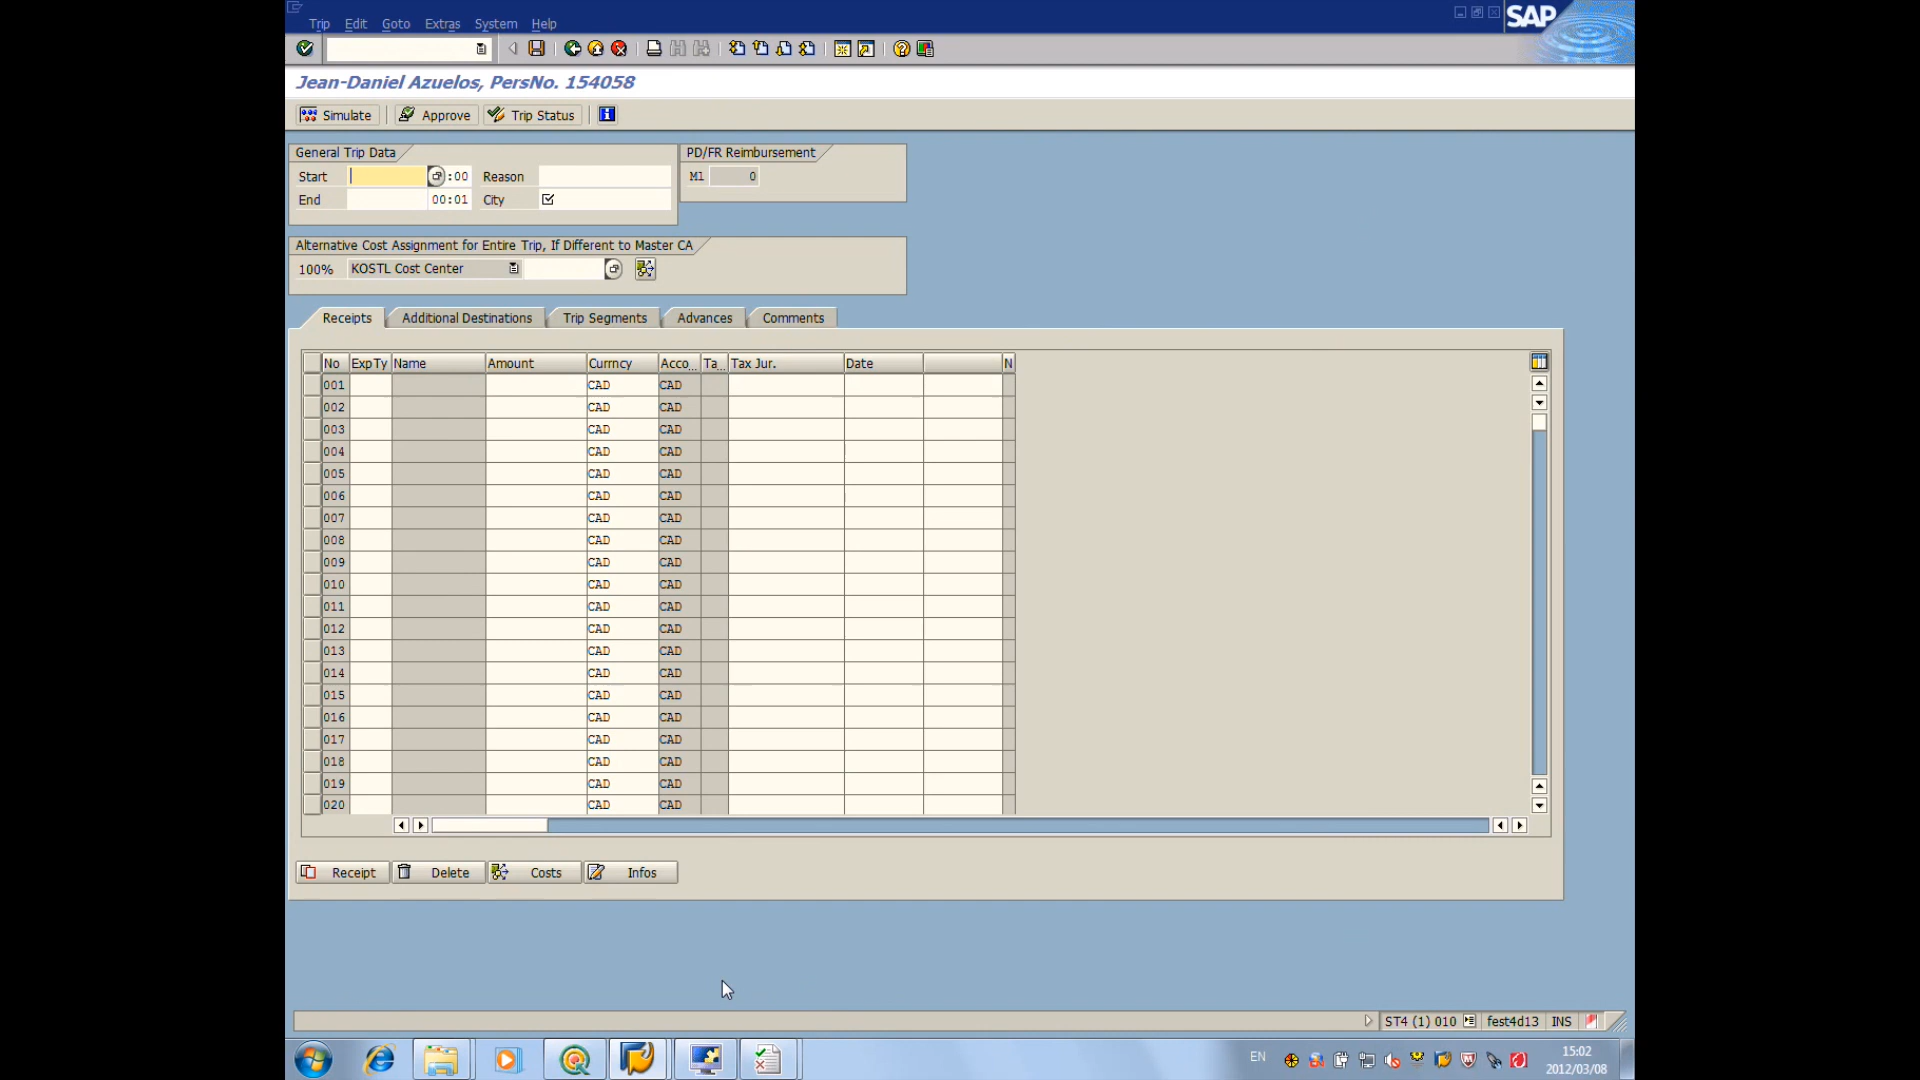 Trip Edit Goto Extras System Help
SAP
Jean-Daniel Azuelos, PersNo. 154058
Simulate Approve Trip Status
General Trip Data PD/FR Reimbursement
Start :00 Reason M1 0
End 00:01 City
Alternative Cost Assignment for Entire Trip, If Different to Master CA
100% KOSTL Cost Center
Receipts Additional Destinations Trip Segments Advances Comments
No ExpTy Name Amount Currncy Acco... Ta... Tax Jur. Date N
001 CAD CAD
002 CAD CAD
003 CAD CAD
004 CAD CAD
005 CAD CAD
006 CAD CAD
007 CAD CAD
008 CAD CAD
009 CAD CAD
010 CAD CAD
011 CAD CAD
012 CAD CAD
013 CAD CAD
014 CAD CAD
015 CAD CAD
016 CAD CAD
017 CAD CAD
018 CAD CAD
019 CAD CAD
020 CAD CAD
Receipt Delete Costs Infos
ST4 (1) 010 fest4d13 INS
EN 15:02
2012/03/08